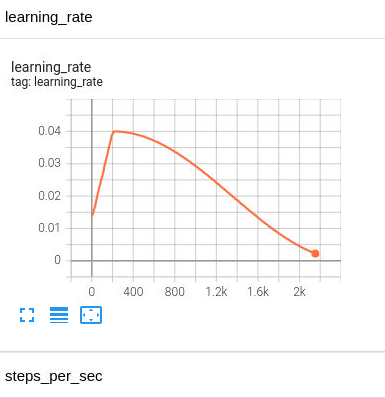 learning_rate
learning_rate
tag: learning_rate
0.04
0.03
0.02
0.01
0
0 400 800 1.2k 1.6k 2k
steps_per_sec